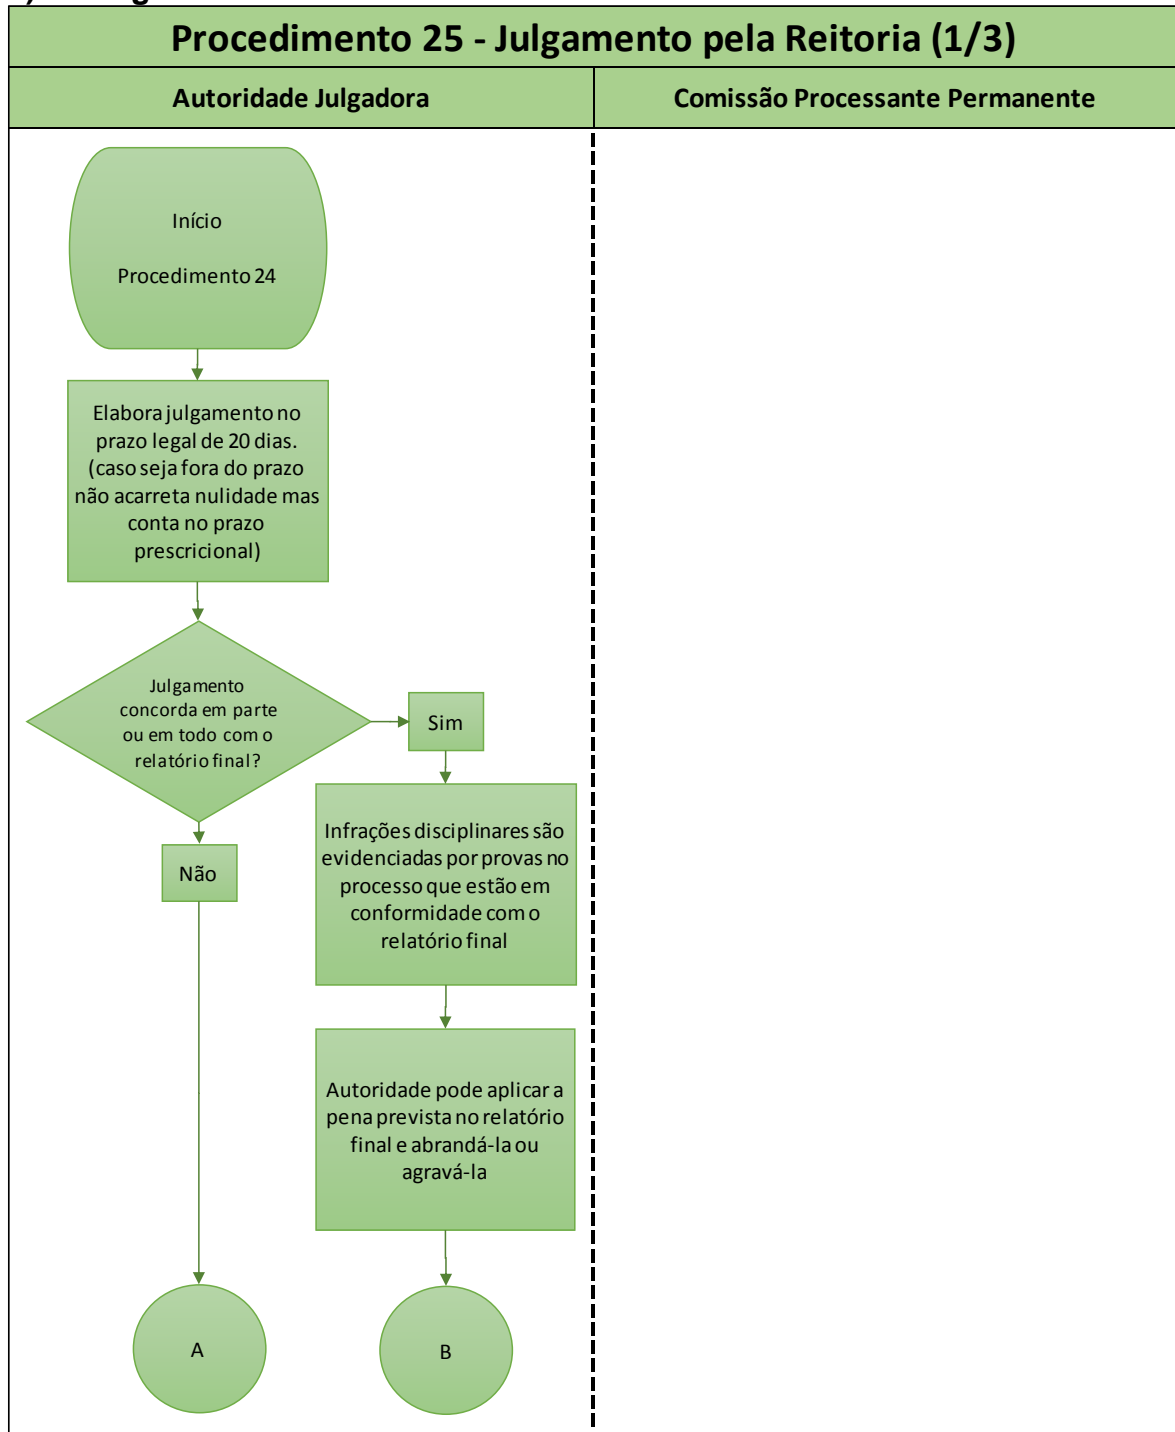 Procedimento 25 - Julgamento pela Reitoria (1/3)
Autoridade Julgadora
Comissão Processante Permanente
Início
Procedimento 24
Elabora julgamento no
prazo legal de 20 dias.
(caso seja fora do prazo
não acarreta nulidade mas
conta no prazo
prescricional)
Julgamento
concorda em parte
ou em todo com o
relatório final?
Sim
Não
Infrações disciplinares são
evidenciadas por provas no
processo que estão em
conformidade com o
relatório final
Autoridade pode aplicar a
pena prevista no relatório
final e abrandá-la ou
agravá-la
A
B